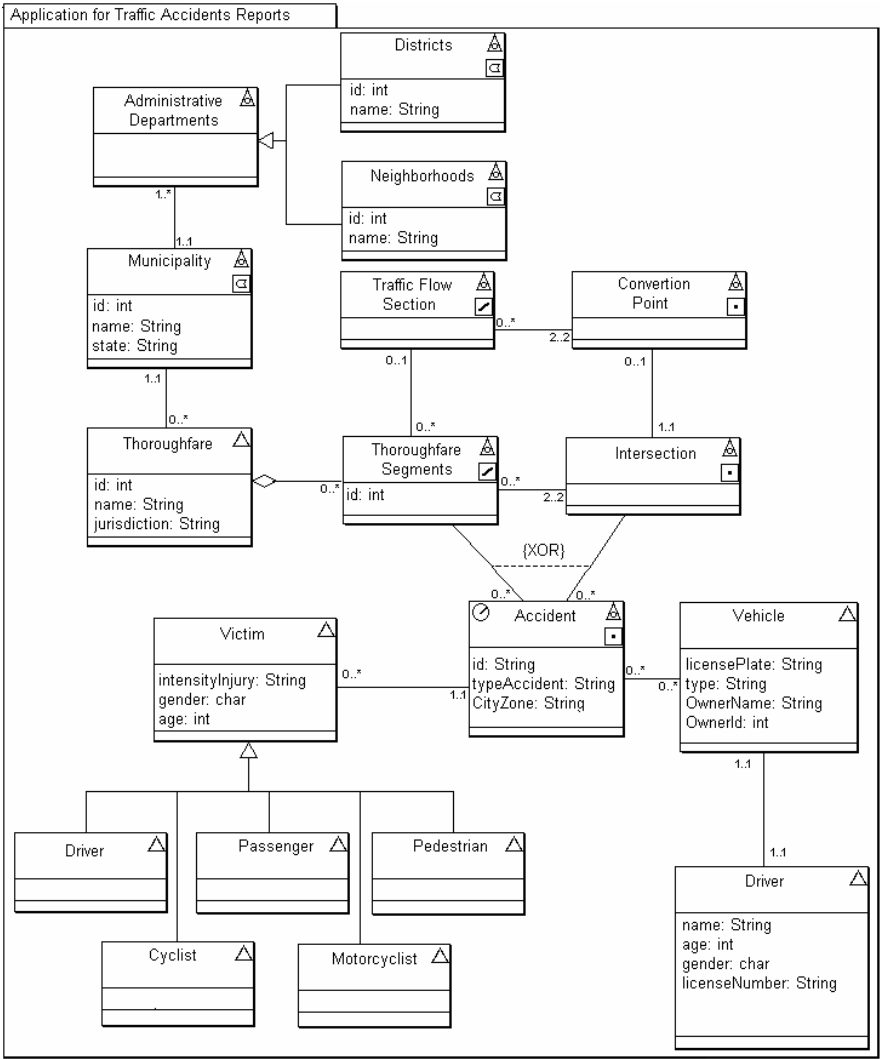 Application for Traffic Accidents Reports
Districts
id: int
name: String
Administrative
Departments
Neighborhoods
id: int
name: String
1..*
1..1
Municipality
id: int
name: String
state: String
Traffic Flow
Section
0..*
2..2
Convertion
Point
1..1
0..*
0..1
0..*
0..1
1..1
Thoroughfare
id: int
name: String
jurisdiction: String
0..*
Thoroughfare
Segments
id: int
0..*
2..2
Intersection
{XOR}
0..*
0..*
Victim
intensityInjury: String
gender: char
age: int
0..*
1..1
Accident
id: String
typeAccident: String
CityZone: String
0..*
0..*
Vehicle
licensePlate: String
type: String
OwnerName: String
OwnerId: int
1..1
1..1
Driver
Passenger
Pedestrian
Cyclist
Motorcyclist
Driver
name: String
age: int
gender: char
licenseNumber: String